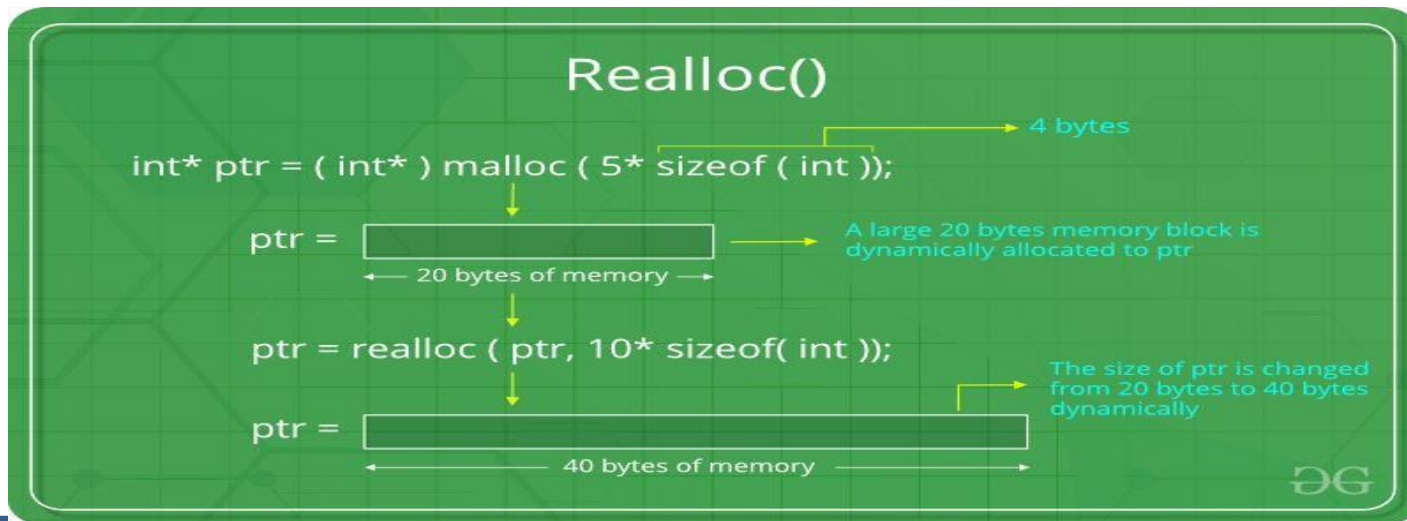 Realloc()
4 bytes
int* ptr = ( int* ) malloc ( 5* sizeof ( int ));
ptr =
A large 20 bytes memory block is
dynamically allocated to ptr
20 bytes of memory
ptr = realloc ( ptr, 10* sizeof( int ));
The size of ptr is changed
from 20 bytes to 40 bytes
dynamically
ptr =
40 bytes of memory